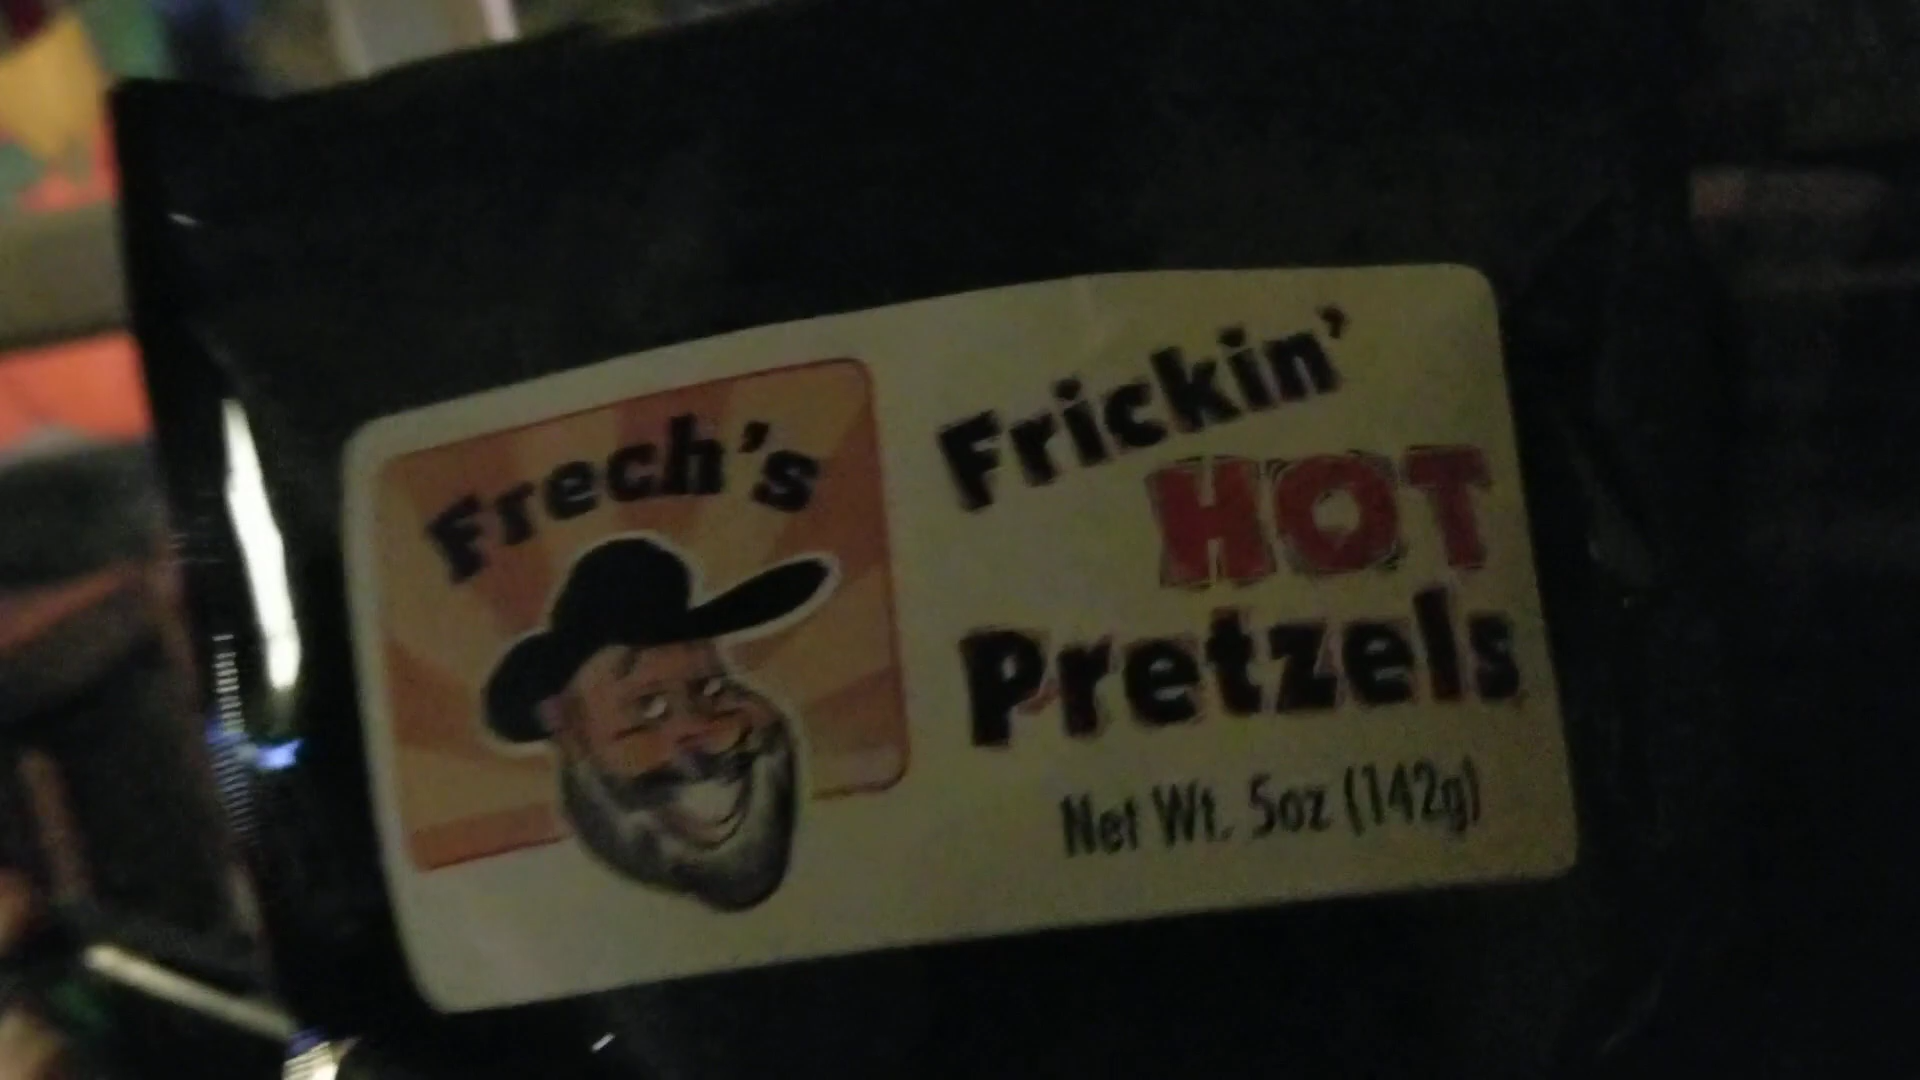 Frech's
Frickin'
HOT
Pretzels
Net Wt. 5oz (142g)